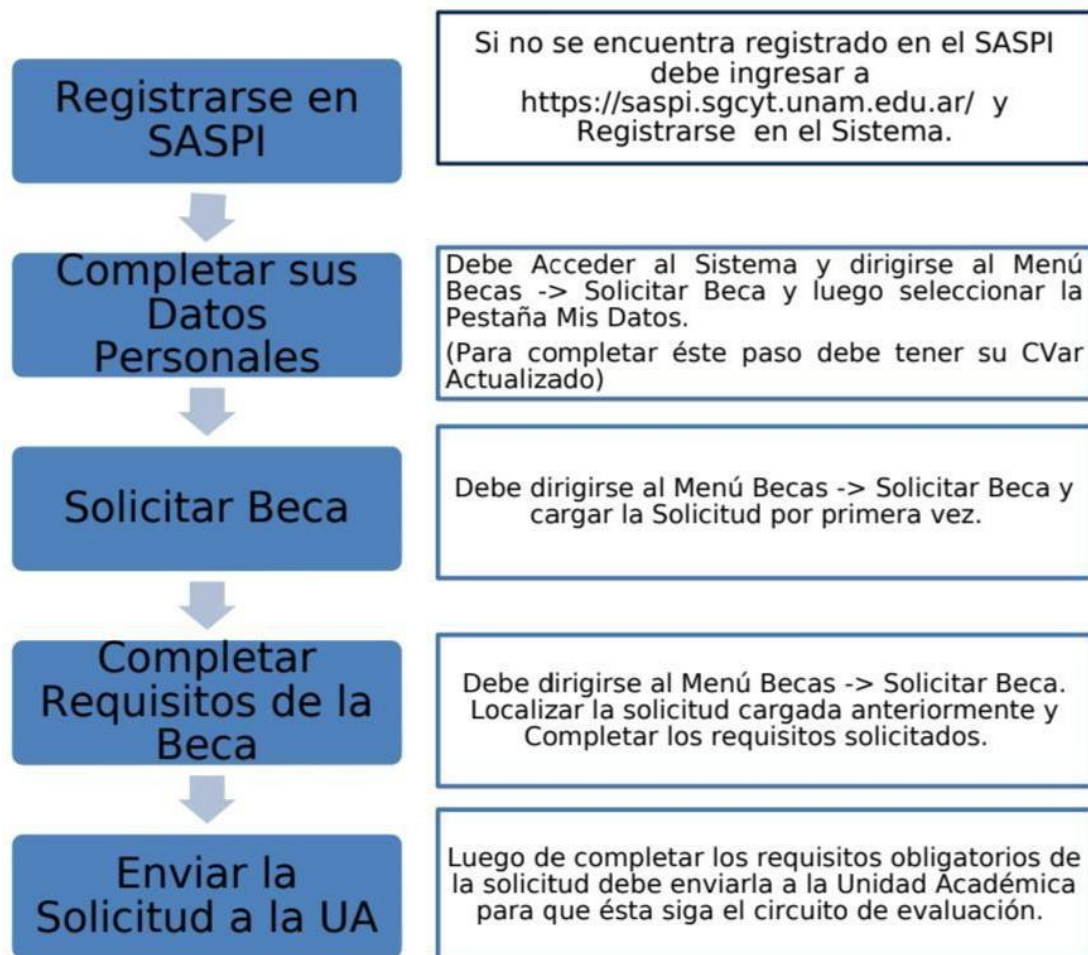 Registrarse en
SASPI
Si no se encuentra registrado en el SASPI
debe ingresar a
https://saspi.sgcyt.unam.edu.ar/ y
Registrarse en el Sistema.
Completar sus
Datos
Personales
Debe Acceder al Sistema y dirigirse al Menú
Becas -> Solicitar Beca y luego seleccionar la
Pestaña Mis Datos.
(Para completar éste paso debe tener su CVar
Actualizado)
Solicitar Beca
Debe dirigirse al Menú Becas -> Solicitar Beca y
cargar la Solicitud por primera vez.
Completar
Requisitos de la
Beca
Debe dirigirse al Menú Becas -> Solicitar Beca.
Localizar la solicitud cargada anteriormente y
Completar los requisitos solicitados.
Enviar la
Solicitud a la UA
Luego de completar los requisitos obligatorios de
la solicitud debe enviarla a la Unidad Académica
para que ésta siga el circuito de evaluación.